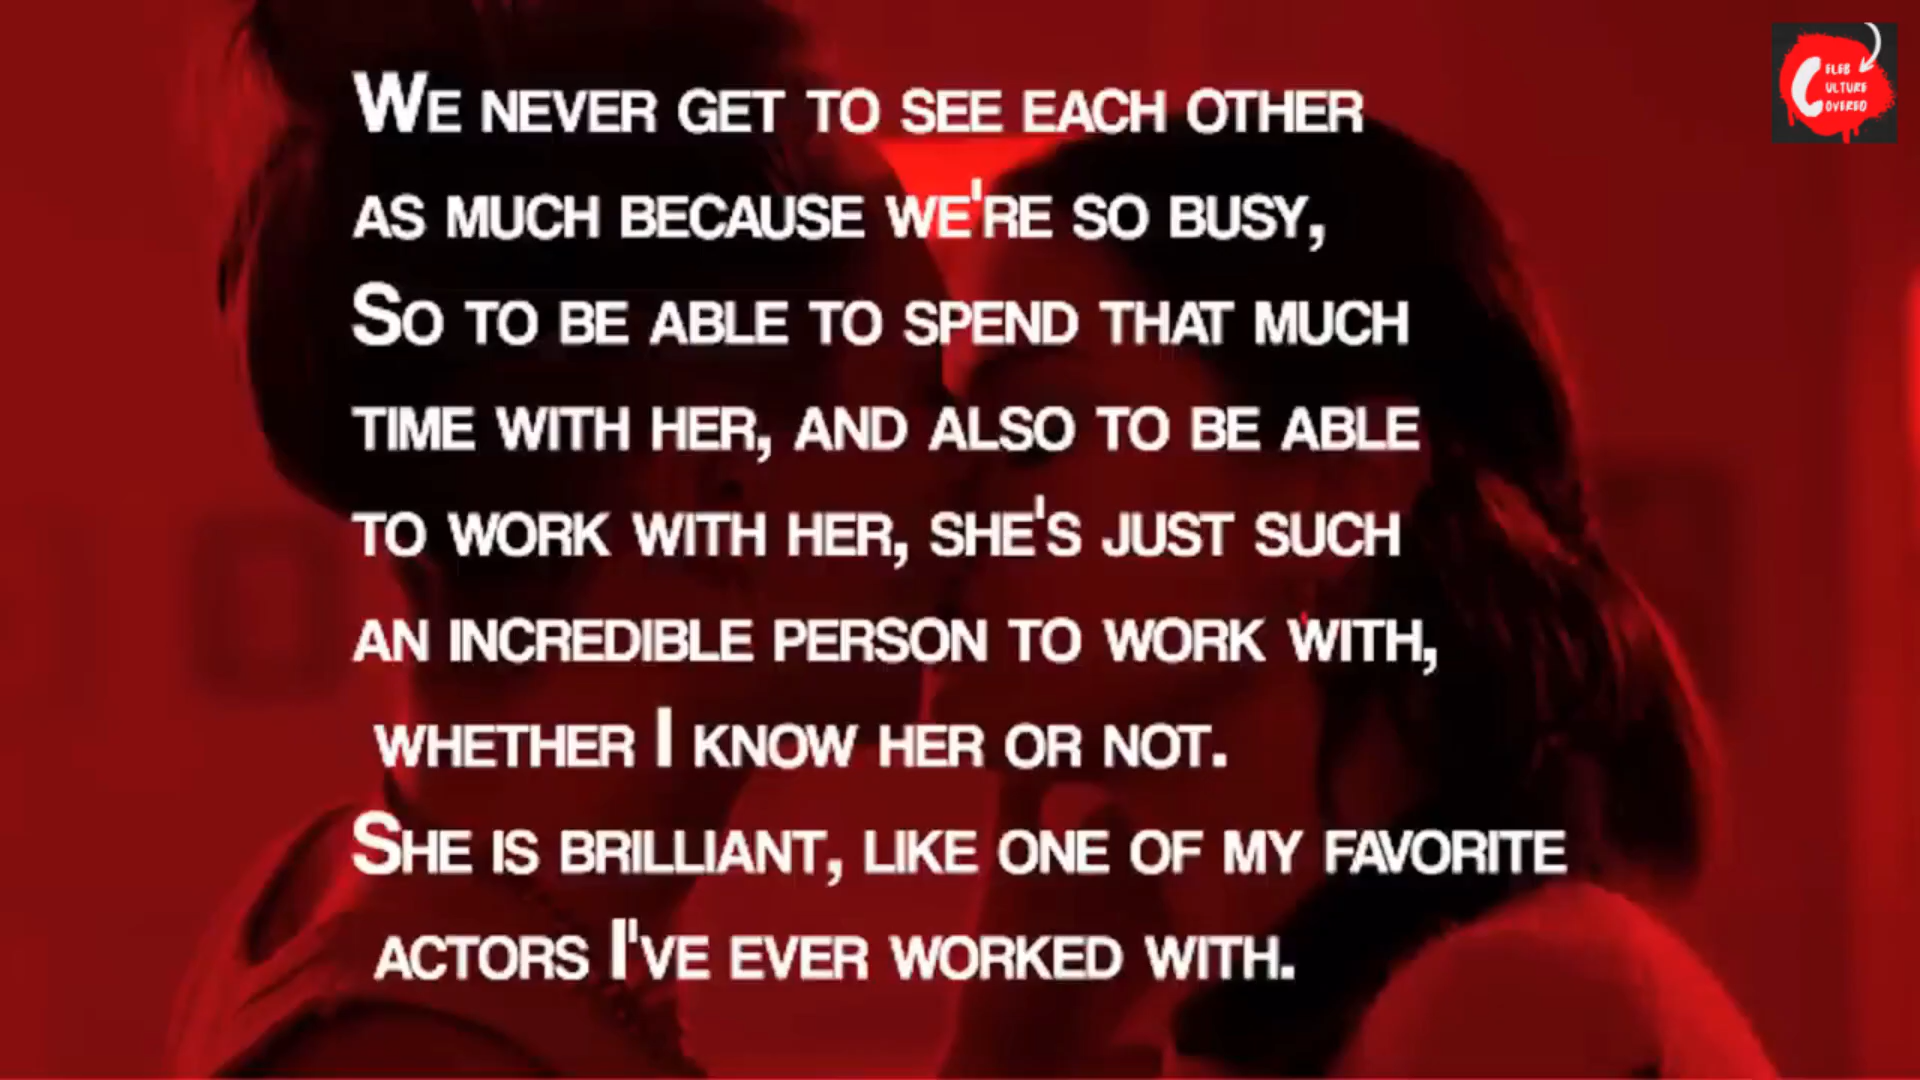 WE NEVER GET TO SEE EACH OTHER
AS MUCH BECAUSE WE'RE SO BUSY,
SO TO BE ABLE TO SPEND THAT MUCH
TIME WITH HER, AND ALSO TO BE ABLE
TO WORK WITH HER, SHE'S JUST SUCH
AN INCREDIBLE PERSON TO WORK WITH,
WHETHER I KNOW HER OR NOT.
SHE IS BRILLIANT, LIKE ONE OF MY FAVORITE
ACTORS I'VE EVER WORKED WITH.
CELEB
CULTURE
COVERED